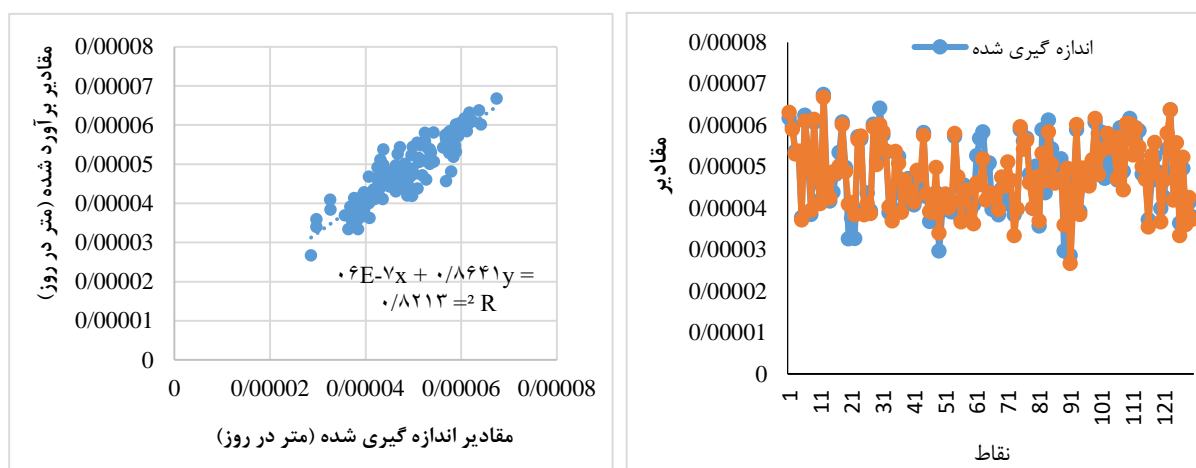 مقادیر بر آورد شده (متر در روز)
0/00008
0/00007
0/00006
0/00005
0/00004
0/00003
0/00002
0/00001
0
۰۶E-۷x + ۰/۸۶۴۱y =
۰/۸۲۱۳ =² R
0 0/00002 0/00004 0/00006 0/00008
مقادیر اندازه گیری شده (متر در روز)
اندازه گیری شده
مقادیر
0/00008
0/00007
0/00006
0/00005
0/00004
0/00003
0/00002
0/00001
0
1 11 21 31 41 51 61 71 81 91 101 111 121
نقاط